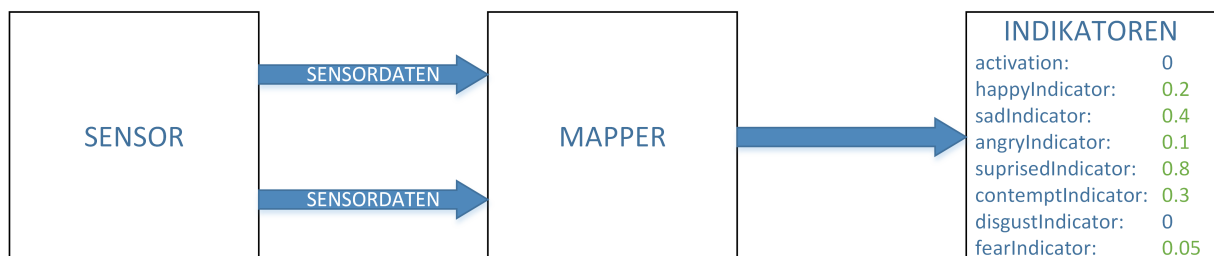 SENSOR
SENSORDATEN
SENSORDATEN
MAPPER
INDIKATOREN
activation: 0
happyIndicator: 0.2
sadIndicator: 0.4
angryIndicator: 0.1
suprisedIndicator: 0.8
contemptIndicator: 0.3
disgustIndicator: 0
fearIndicator: 0.05